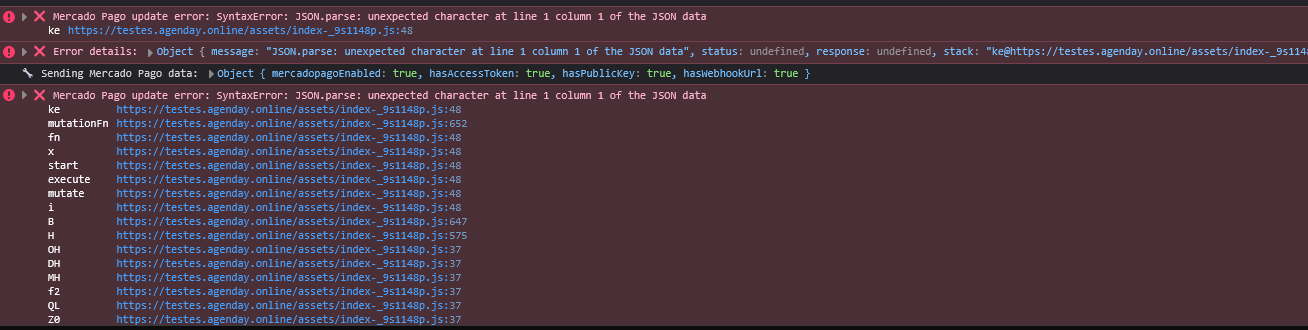 ❌ Mercado Pago update error: SyntaxError: JSON.parse: unexpected character at line 1 column 1 of the JSON data
ke https://testes.agenday.online/assets/index-_9s1148p.js:48
❌ Error details: ▶Object { message: "JSON.parse: unexpected character at line 1 column 1 of the JSON data", status: undefined, response: undefined, stack: "ke@https://testes.agenday.online/assets/index-_9s1148
🔧 Sending Mercado Pago data: ▶Object { mercadopagoEnabled: true, hasAccessToken: true, hasPublicKey: true, hasWebhookUrl: true }
❌ Mercado Pago update error: SyntaxError: JSON.parse: unexpected character at line 1 column 1 of the JSON data
ke https://testes.agenday.online/assets/index-_9s1148p.js:48
mutationFn https://testes.agenday.online/assets/index-_9s1148p.js:652
fn https://testes.agenday.online/assets/index-_9s1148p.js:48
x https://testes.agenday.online/assets/index-_9s1148p.js:48
start https://testes.agenday.online/assets/index-_9s1148p.js:48
execute https://testes.agenday.online/assets/index-_9s1148p.js:48
mutate https://testes.agenday.online/assets/index-_9s1148p.js:48
i https://testes.agenday.online/assets/index-_9s1148p.js:48
B https://testes.agenday.online/assets/index-_9s1148p.js:647
H https://testes.agenday.online/assets/index-_9s1148p.js:575
OH https://testes.agenday.online/assets/index-_9s1148p.js:37
DH https://testes.agenday.online/assets/index-_9s1148p.js:37
MH https://testes.agenday.online/assets/index-_9s1148p.js:37
f2 https://testes.agenday.online/assets/index-_9s1148p.js:37
QL https://testes.agenday.online/assets/index-_9s1148p.js:37
Z0 https://testes.agenday.online/assets/index-_9s1148p.js:37